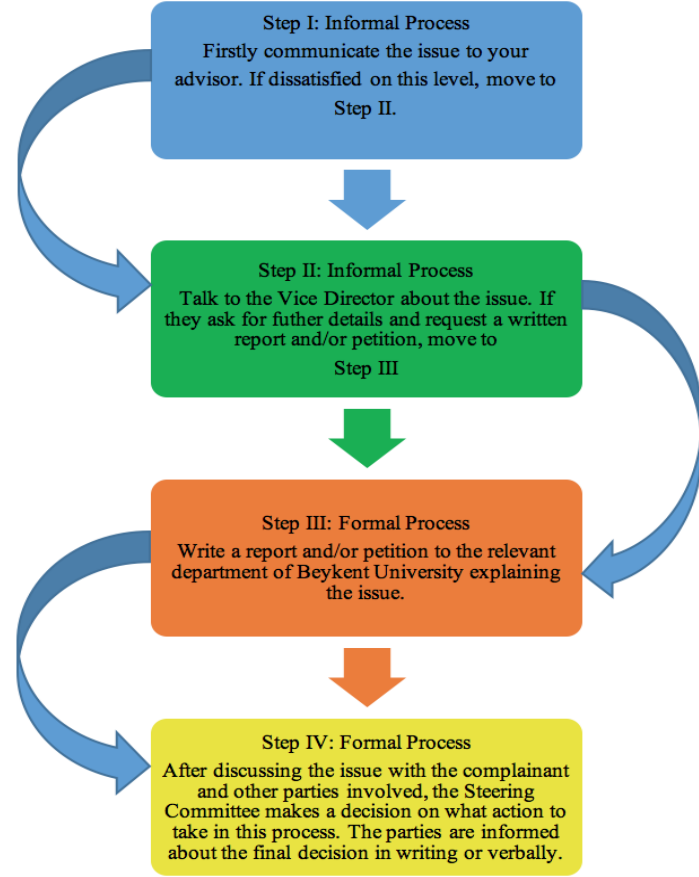 Step I: Informal Process
Firstly communicate the issue to your
advisor. If dissatisfied on this level, move to
Step II.
Step II: Informal Process
Talk to the Vice Director about the issue. If
they ask for futher details and request a written
report and/or petition, move to
Step III
Step III: Formal Process
Write a report and/or petition to the relevant
department of Beykent University explaining
the issue.
Step IV: Formal Process
After discussing the issue with the complainant
and other parties involved, the Steering
Committee makes a decision on what action to
take in this process. The parties are informed
about the final decision in writing or verbally.